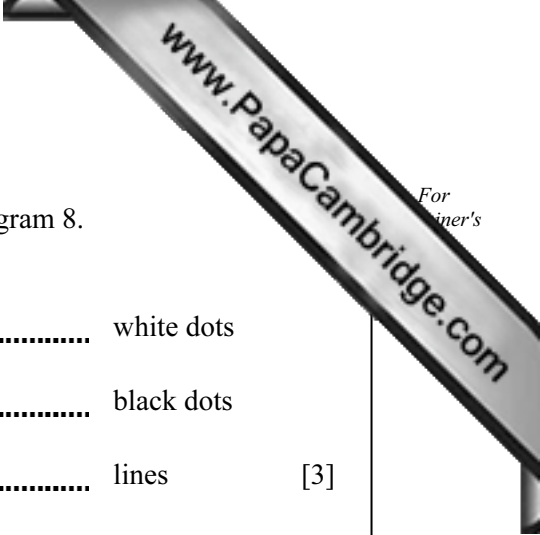 www.PapaCambridge.com
For
iner's
gram 8.
white dots
black dots
lines [3]